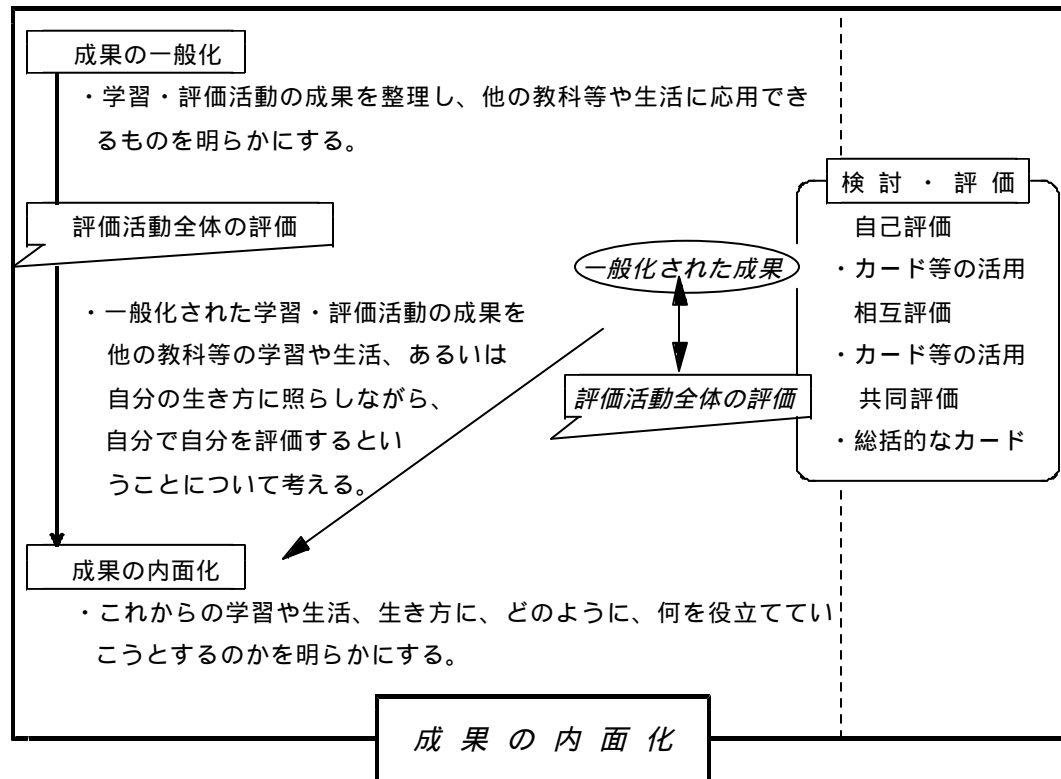 成果の一般化
・学習・評価活動の成果を整理し、他の教科等や生活に応用でき
るものを明らかにする。
評価活動全体の評価
・一般化された学習・評価活動の成果を
他の教科等の学習や生活、あるいは
自分の生き方に照らしながら、
自分で自分を評価するとい
うことについて考える。
一般化された成果
評価活動全体の評価
検討・評価
自己評価
・カード等の活用
相互評価
・カード等の活用
共同評価
・総括的なカード
成果の内面化
・これからの学習や生活、生き方に、どのように、何を役立ててい
こうとするのかを明らかにする。
成果の内面化